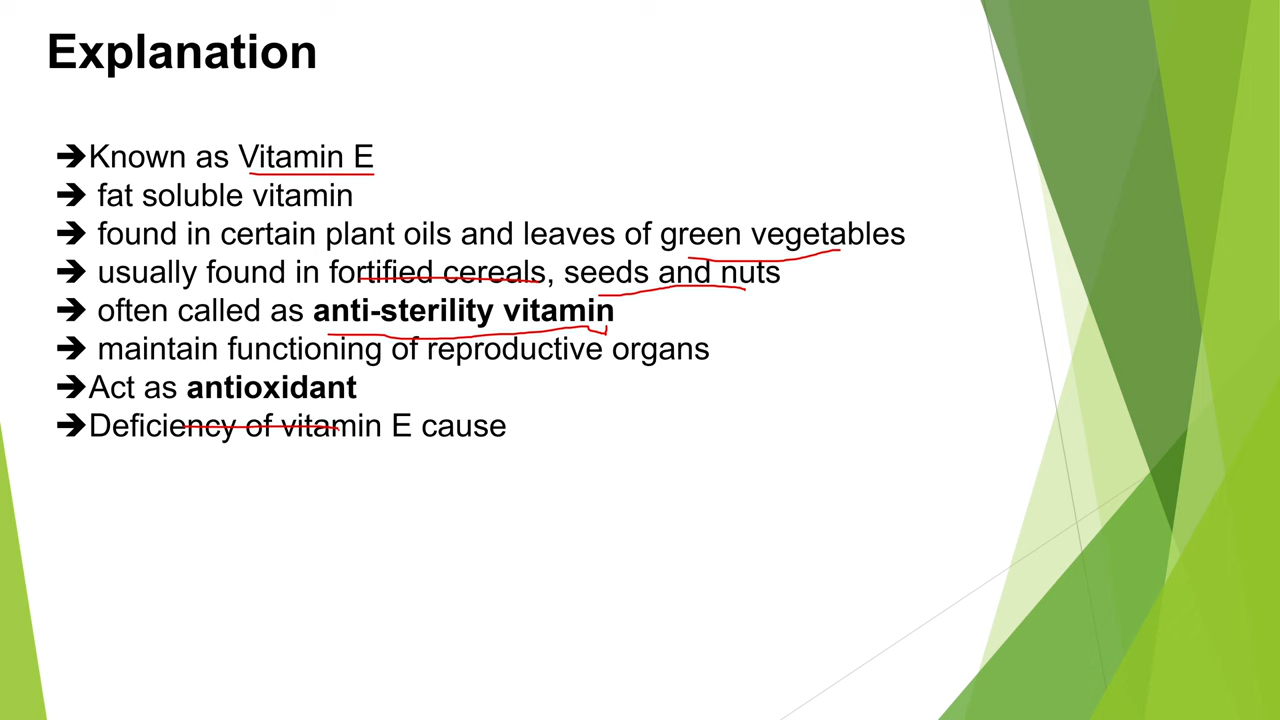 Explanation
➔Known as Vitamin E
➔ fat soluble vitamin
➔ found in certain plant oils and leaves of green vegetables
➔ usually found in fortified cereals, seeds and nuts
➔ often called as anti-sterility vitamin
➔ maintain functioning of reproductive organs
➔Act as antioxidant
➔Deficiency of vitamin E cause